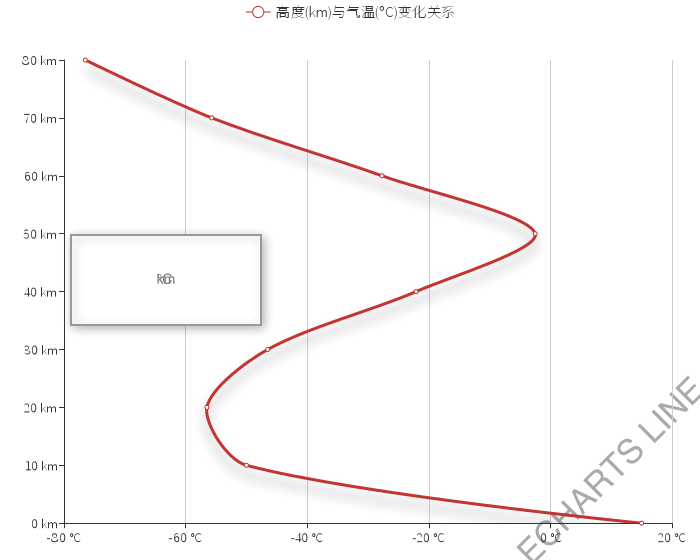 高度(km)与气温(°C)变化关系
80 km
70 km
60 km
50 km
40 km
30 km
20 km
10 km
0 km
-80 °C
-60 °C
-40 °C
-20 °C
0 °C
20 °C
ECHARTS LINE